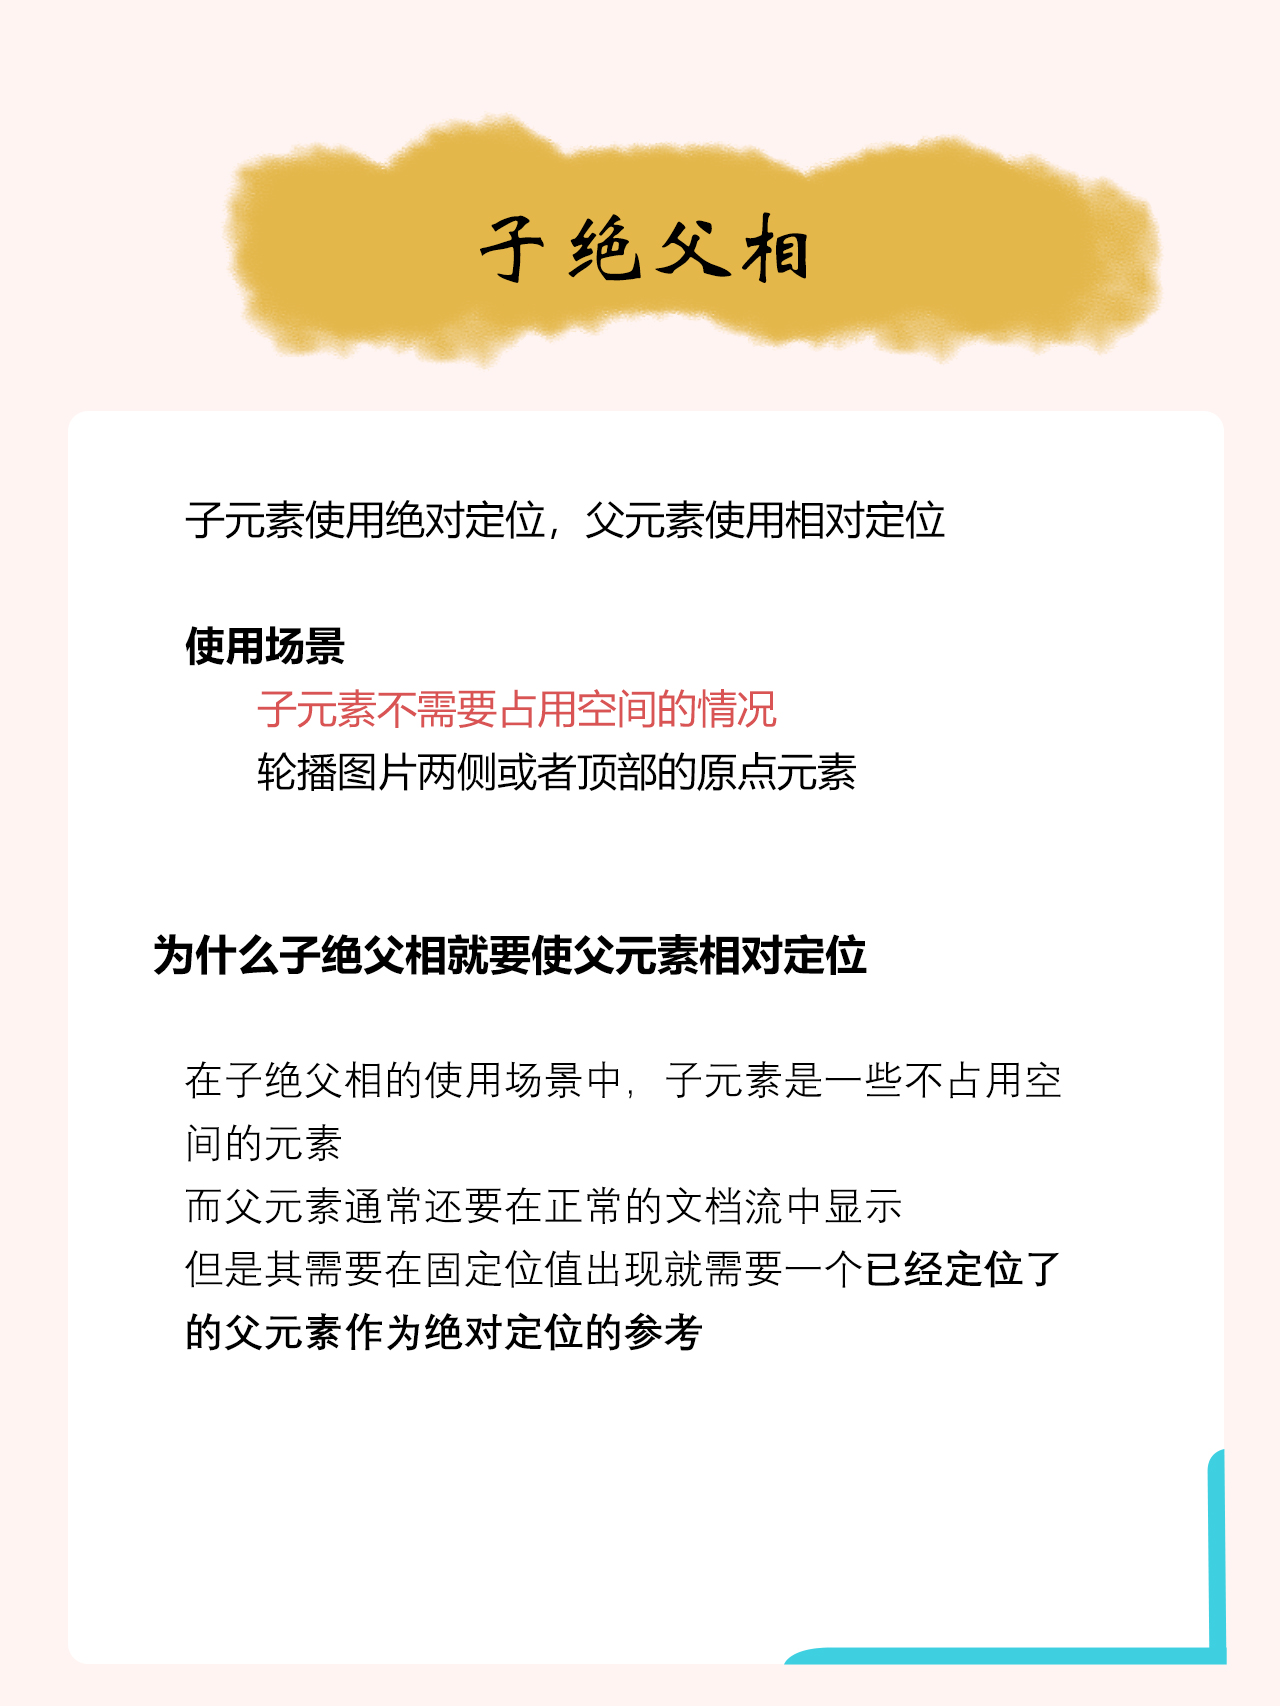 子绝父相
子元素使用绝对定位，父元素使用相对定位
使用场景
子元素不需要占用空间的情况
轮播图片两侧或者顶部的原点元素
为什么子绝父相就要使父元素相对定位
在子绝父相的使用场景中，子元素是一些不占用空
间的元素
而父元素通常还要在正常的文档流中显示
但是其需要在固定位值出现就需要一个已经定位了
的父元素作为绝对定位的参考